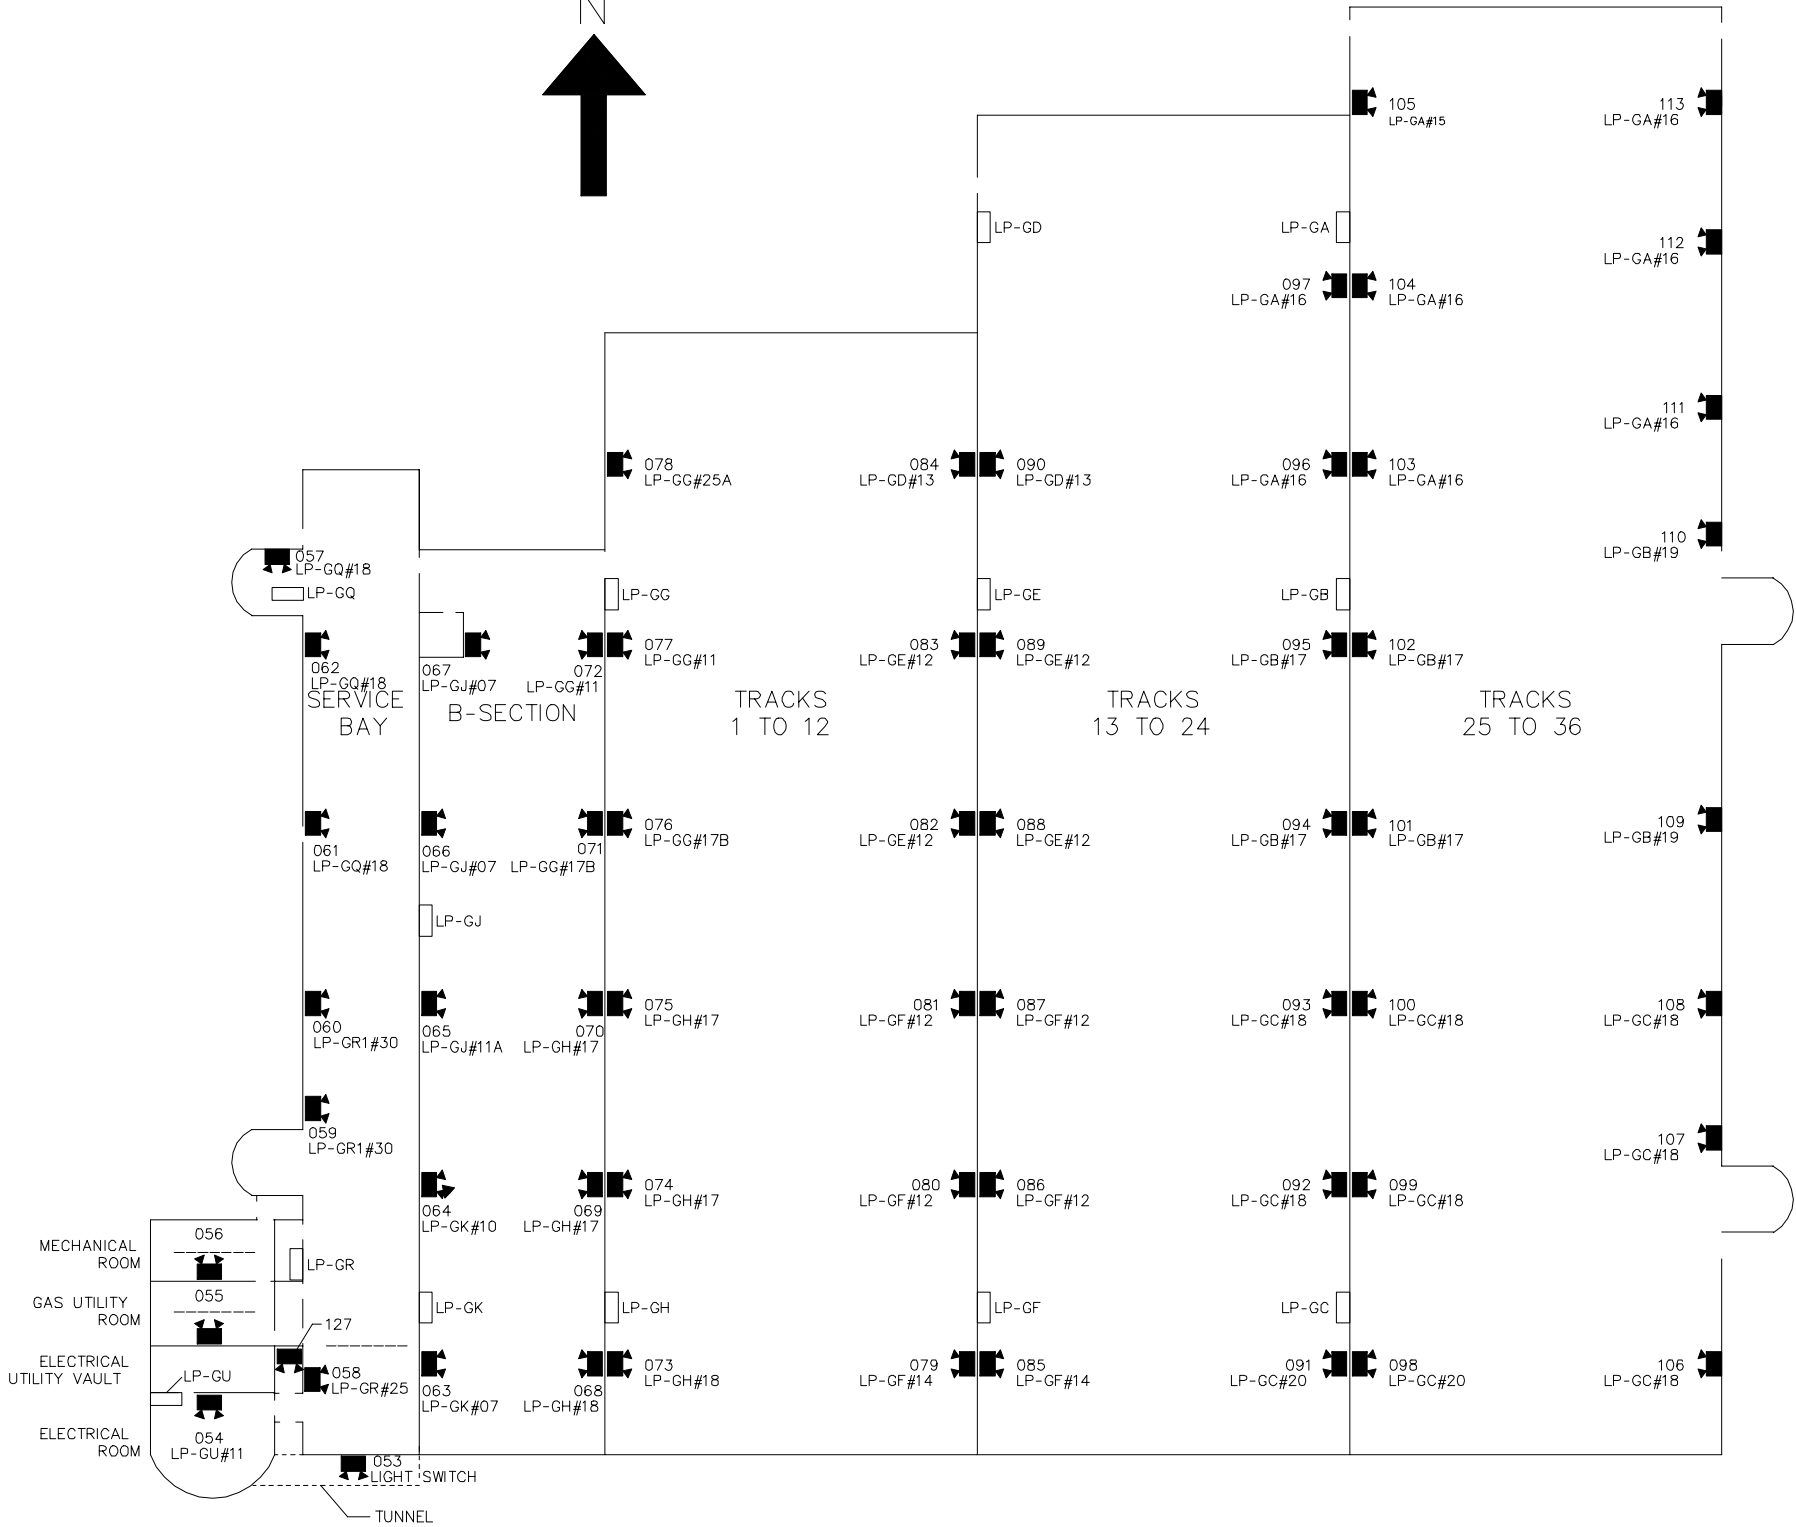 N
105
LP-GA#15
113
LP-GA#16
LP-GD
LP-GA
112
LP-GA#16
097
LP-GA#16
104
LP-GA#16
111
LP-GA#16
078
LP-GG#25A
084
LP-GD#13
090
LP-GD#13
096
LP-GA#16
103
LP-GA#16
110
LP-GB#19
057
LP-GQ#18
LP-GQ
LP-GG
LP-GE
LP-GB
062
LP-GQ#18
067
LP-GJ#07
072
LP-GG#11
077
LP-GG#11
083
LP-GE#12
089
LP-GE#12
095
LP-GB#17
102
LP-GB#17
SERVICE
BAY
B-SECTION
TRACKS
1 TO 12
TRACKS
13 TO 24
TRACKS
25 TO 36
061
LP-GQ#18
066
LP-GJ#07
071
LP-GG#17B
076
LP-GG#17B
082
LP-GE#12
088
LP-GE#12
094
LP-GB#17
101
LP-GB#17
109
LP-GB#19
LP-GJ
060
LP-GR1#30
065
LP-GJ#11A
070
LP-GH#17
075
LP-GH#17
081
LP-GF#12
087
LP-GF#12
093
LP-GC#18
100
LP-GC#18
108
LP-GC#18
059
LP-GR1#30
107
LP-GC#18
064
LP-GK#10
069
LP-GH#17
074
LP-GH#17
080
LP-GF#12
086
LP-GF#12
092
LP-GC#18
099
LP-GC#18
056
MECHANICAL
ROOM
LP-GR
055
GAS UTILITY
ROOM
LP-GK
LP-GH
LP-GF
LP-GC
127
ELECTRICAL
UTILITY VAULT
LP-GU
058
LP-GR#25
063
LP-GK#07
068
LP-GH#18
073
LP-GH#18
079
LP-GF#14
085
LP-GF#14
091
LP-GC#20
098
LP-GC#20
106
LP-GC#18
ELECTRICAL
ROOM
054
LP-GU#11
053
LIGHT SWITCH
TUNNEL